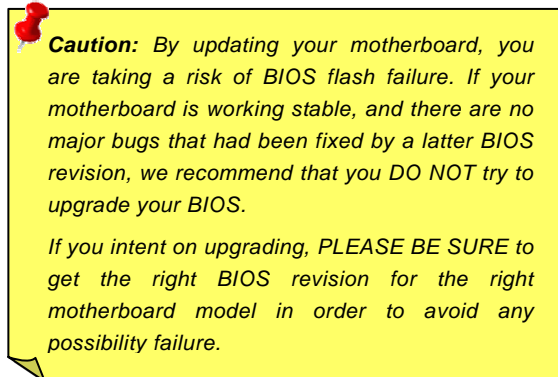 Caution: By updating your motherboard, you
are taking a risk of BIOS flash failure. If your
motherboard is working stable, and there are no
major bugs that had been fixed by a latter BIOS
revision, we recommend that you DO NOT try to
upgrade your BIOS.
If you intent on upgrading, PLEASE BE SURE to
get the right BIOS revision for the right
motherboard model in order to avoid any
possibility failure.